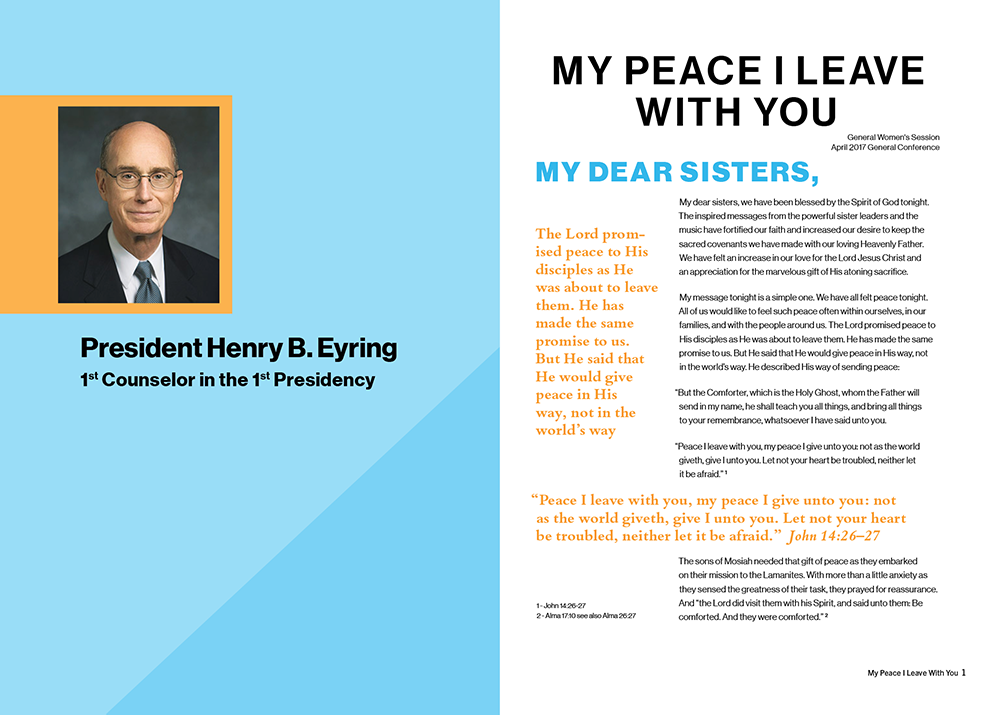 President Henry B. Eyring
1st Counselor in the 1st Presidency
MY PEACE I LEAVE
WITH YOU
General Women's Session
April 2017 General Conference
MY DEAR SISTERS,
The Lord prom-
ised peace to His
disciples as He
was about to leave
them. He has
made the same
promise to us.
But He said that
He would give
peace in His
way, not in the
world's way
My dear sisters, we have been blessed by the Spirit of God tonight.
The inspired messages from the powerful sister leaders and the
music have fortified our faith and increased our desire to keep the
sacred covenants we have made with our loving Heavenly Father.
We have felt an increase in our love for the Lord Jesus Christ and
an appreciation for the marvelous gift of His atoning sacrifice.
My message tonight is a simple one. We have all felt peace tonight.
All of us would like to feel such peace often within ourselves, in our
families, and with the people around us. The Lord promised peace to
His disciples as He was about to leave them. He has made the same
promise to us. But He said that He would give peace in His way, not
in the world's way. He described His way of sending peace:
"But the Comforter, which is the Holy Ghost, whom the Father will
send in my name, he shall teach you all things, and bring all things
to your remembrance, whatsoever I have said unto you.
"Peace I leave with you, my peace I give unto you: not as the world
giveth, give I unto you. Let not your heart be troubled, neither let
it be afraid." 1
"Peace I leave with you, my peace I give unto you: not
as the world giveth, give I unto you. Let not your heart
be troubled, neither let it be afraid." John 14:26–27
The sons of Mosiah needed that gift of peace as they embarked
on their mission to the Lamanites. With more than a little anxiety as
they sensed the greatness of their task, they prayed for reassurance.
And "the Lord did visit them with his Spirit, and said unto them: Be
comforted. And they were comforted." 2
1 - John 14:26-27
2 - Alma 17:10 see also Alma 26:27
My Peace I Leave With You 1